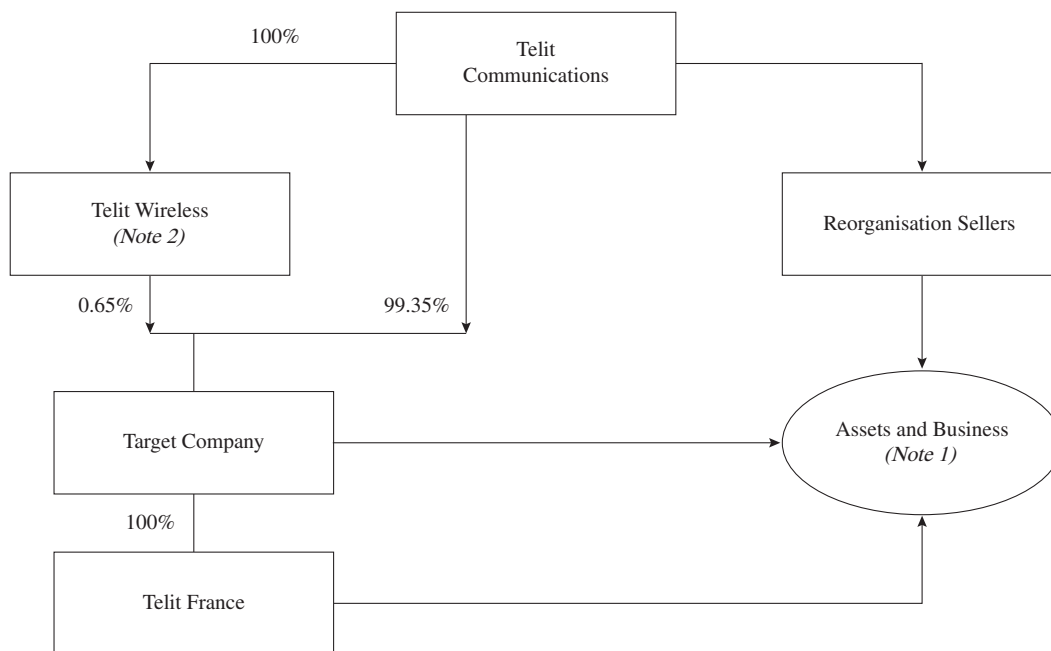 100%
Telit
Communications
Telit Wireless
(Note 2)
Reorganisation Sellers
0.65%
99.35%
Target Company
Assets and Business
(Note 1)
100%
Telit France